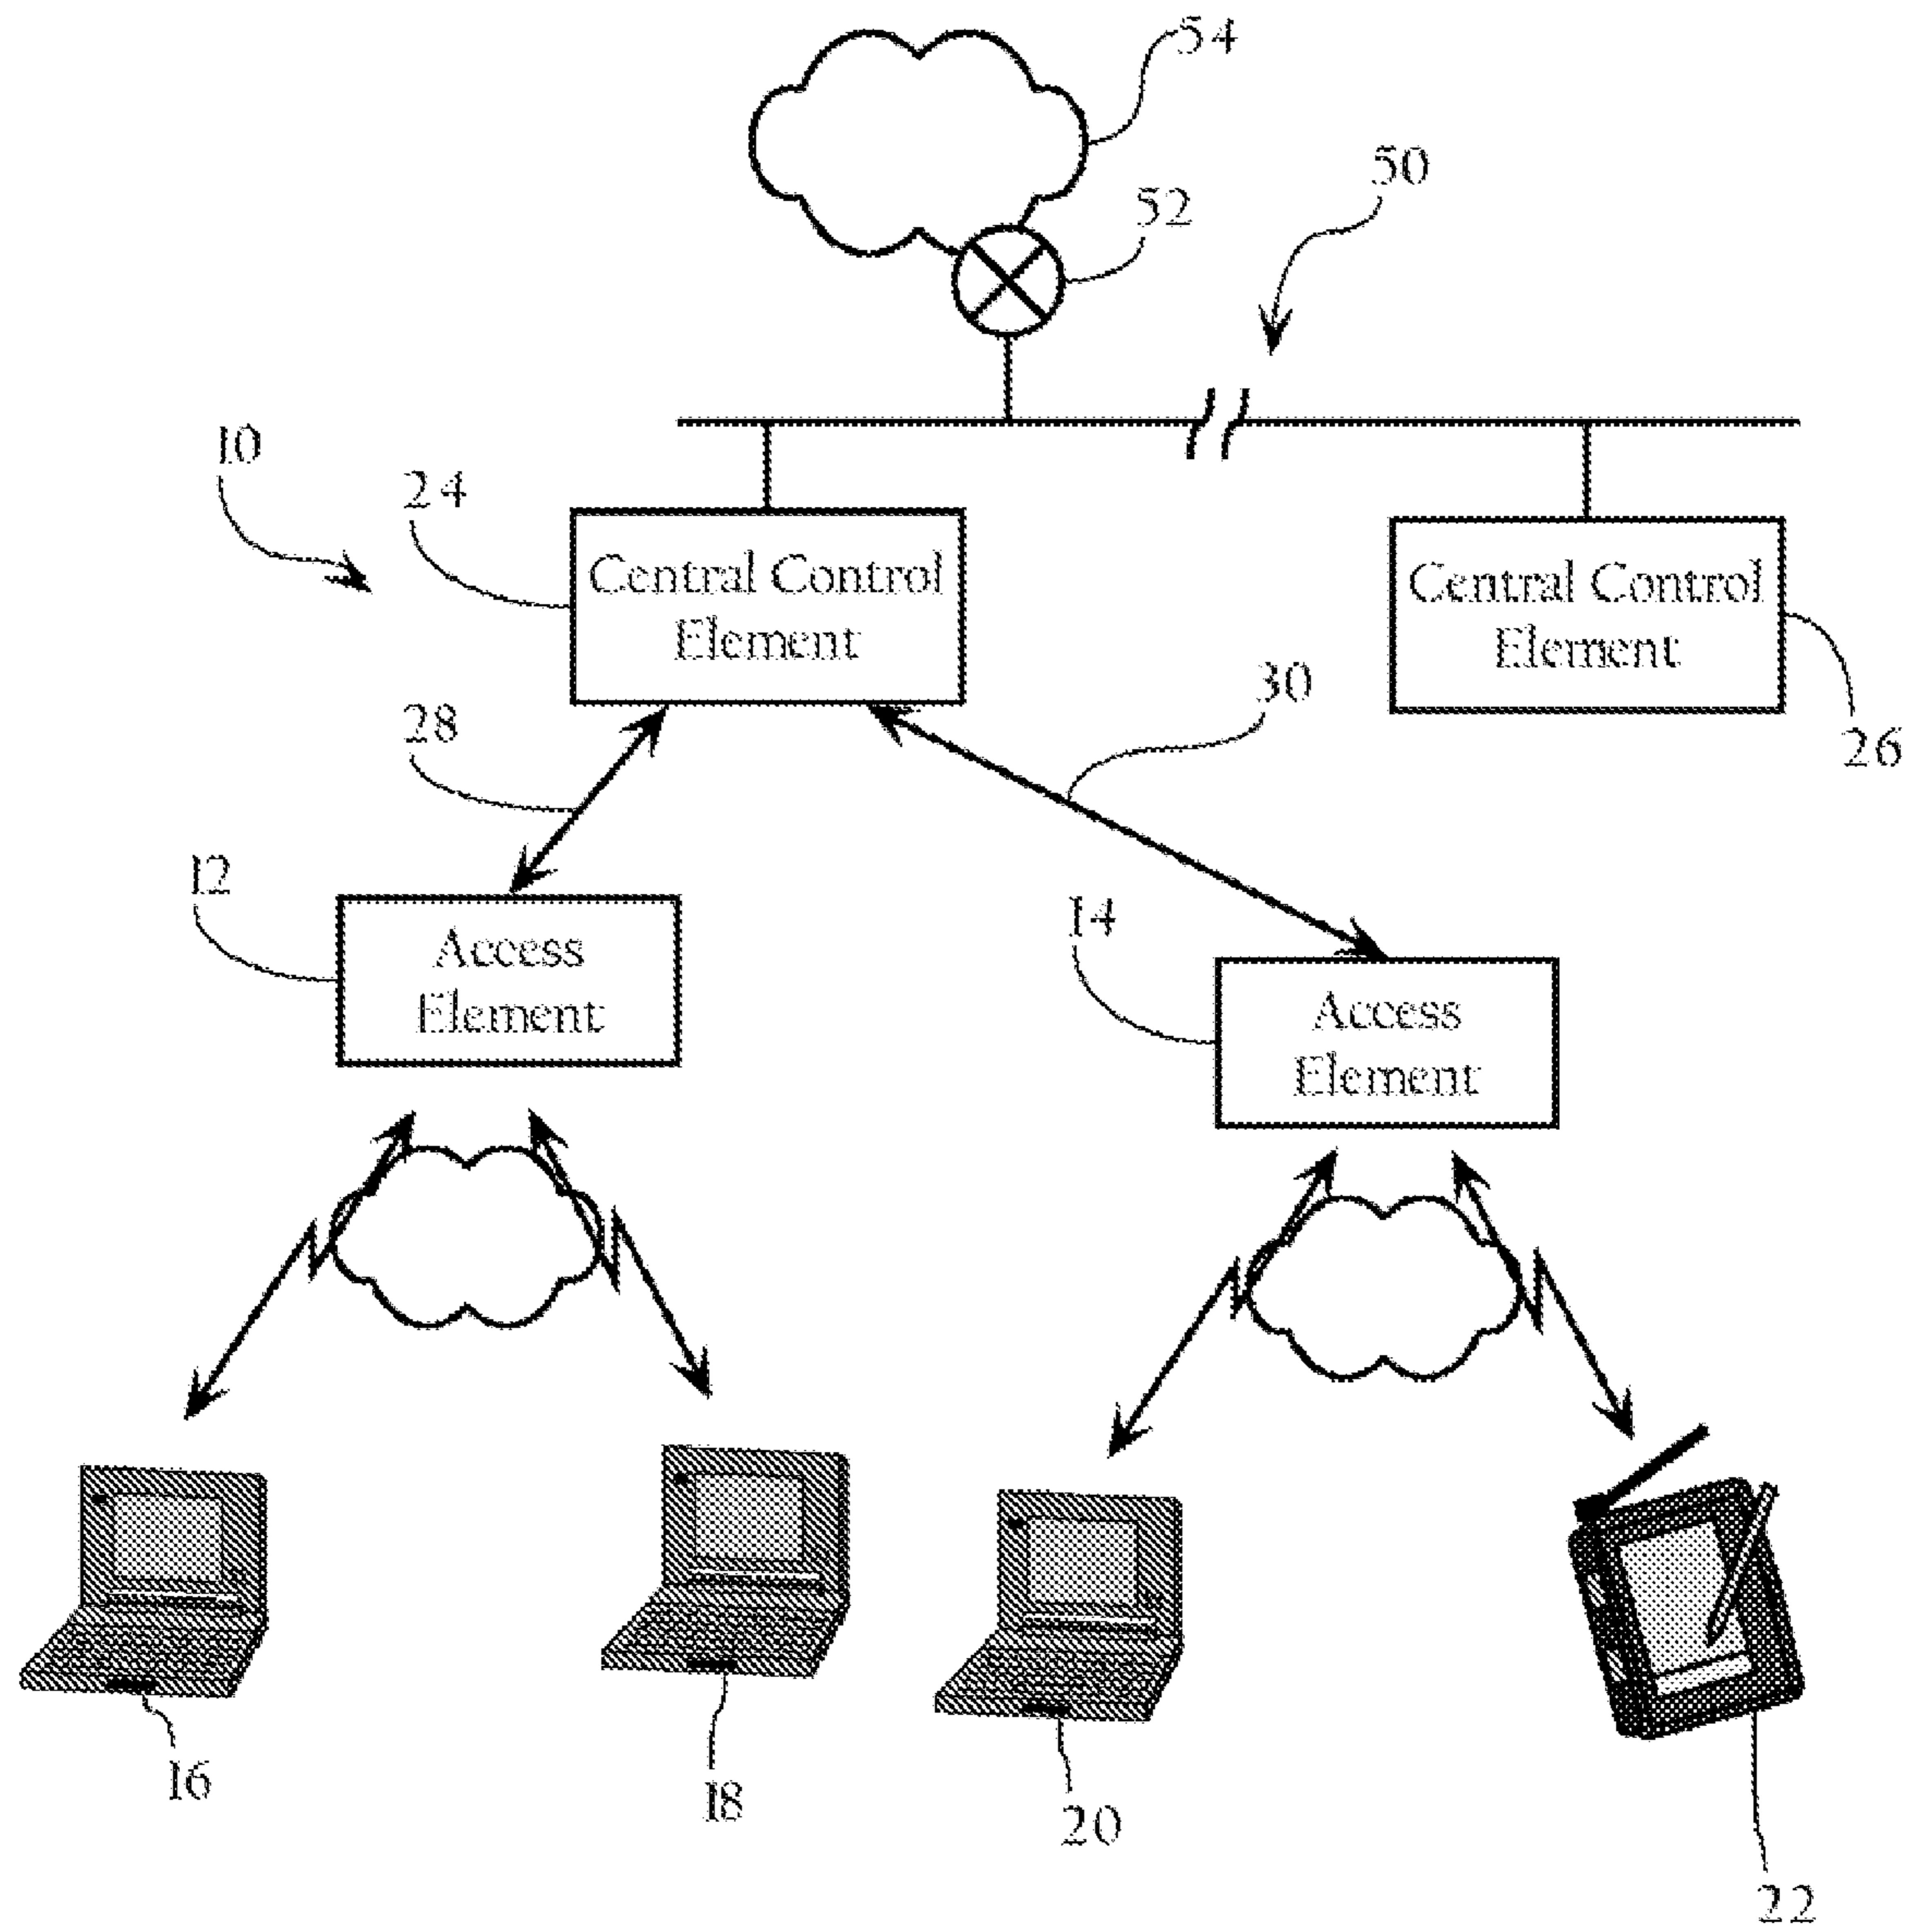 54
50
52
10
24
Central Control
Element
Central Control
Element
30
28
26
12
14
Access
Element
Access
Element
16
18
20
22